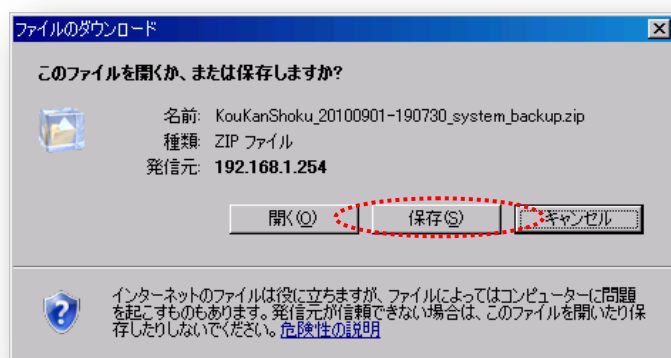 ファイルのダウンロード
このファイルを開くか、または保存しますか?
名前: KouKanShoku_20100901-190730_system_backup.zip
種類: ZIP ファイル
発信元: 192.168.1.254
開く(O) 保存(S) キャンセル
インターネットのファイルは役に立ちますが、ファイルによってはコンピューターに問題
を起こすものもあります。発信元が信頼できない場合は、このファイルを開いたり保
存したりしないでください。危険性の説明